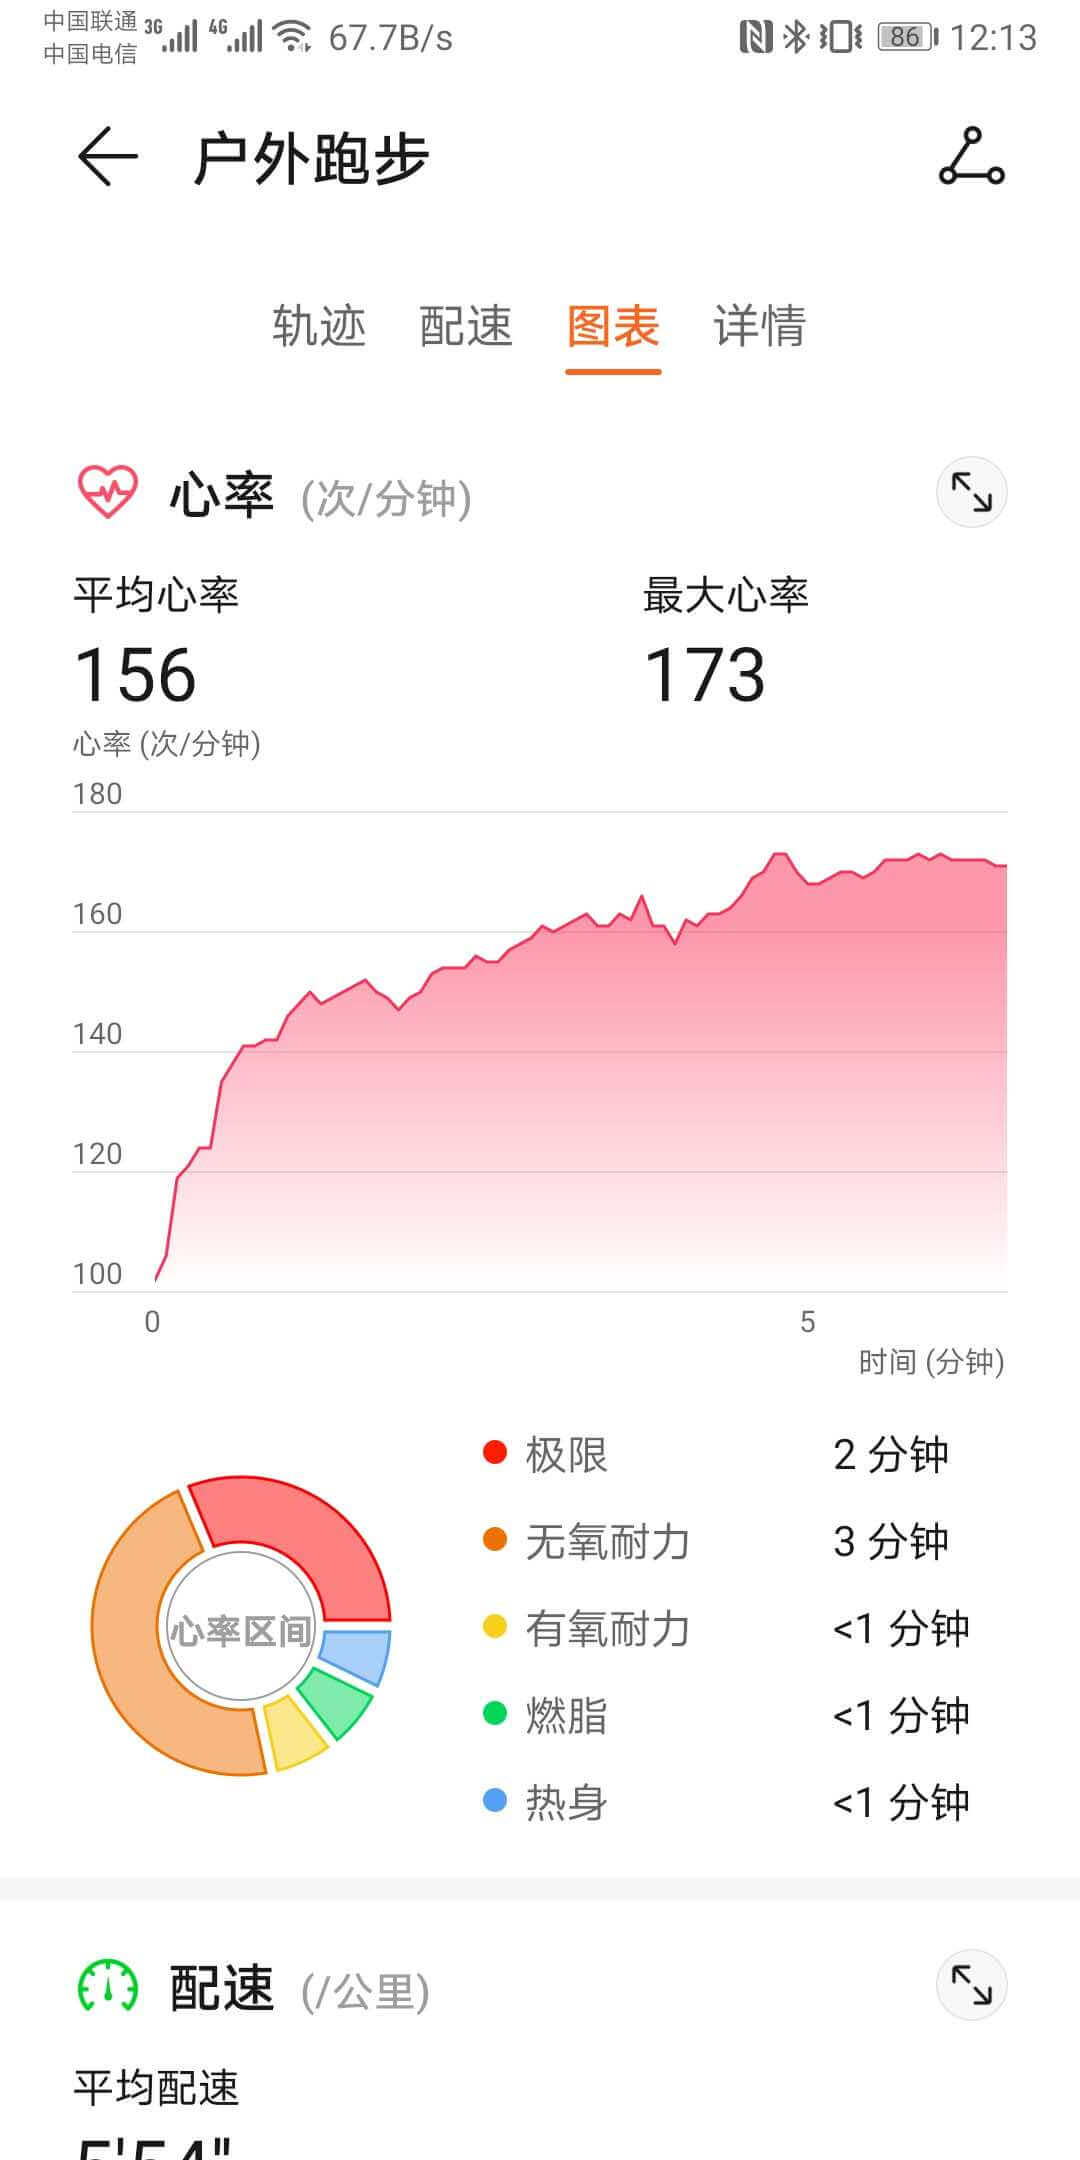 中国联通 3G 4G 67.7B/s 86 12:13
中国电信
户外跑步
轨迹 配速 图表 详情
心率 (次/分钟)
平均心率 最大心率
156 173
心率 (次/分钟)
180
160
140
120
100
0 5
时间 (分钟)
心率区间
极限 2 分钟
无氧耐力 3 分钟
有氧耐力 <1 分钟
燃脂 <1 分钟
热身 <1 分钟
配速 (/公里)
平均配速
5'54"